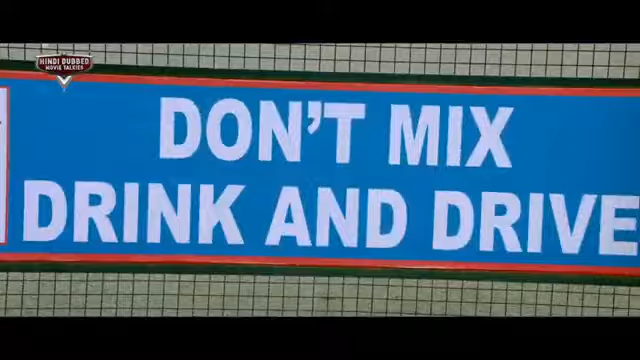 HINDI DUBBED
MOVIE TALKIES
DON'T MIX
DRINK AND DRIVE